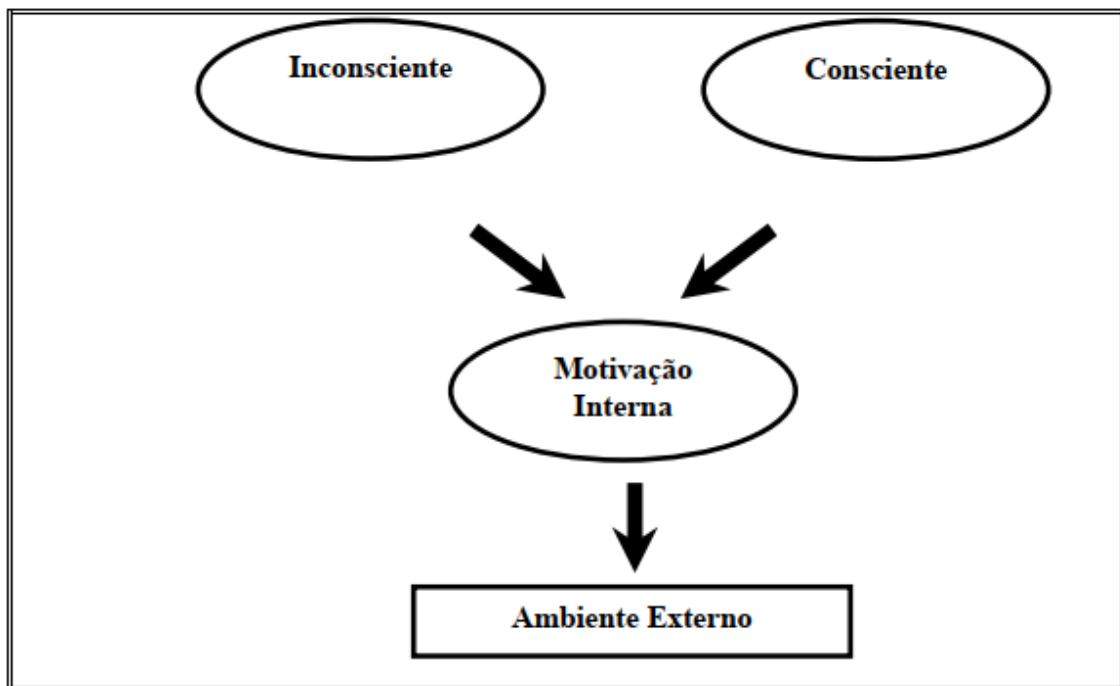 Inconsciente
Consciente
Motivação
Interna
Ambiente Externo